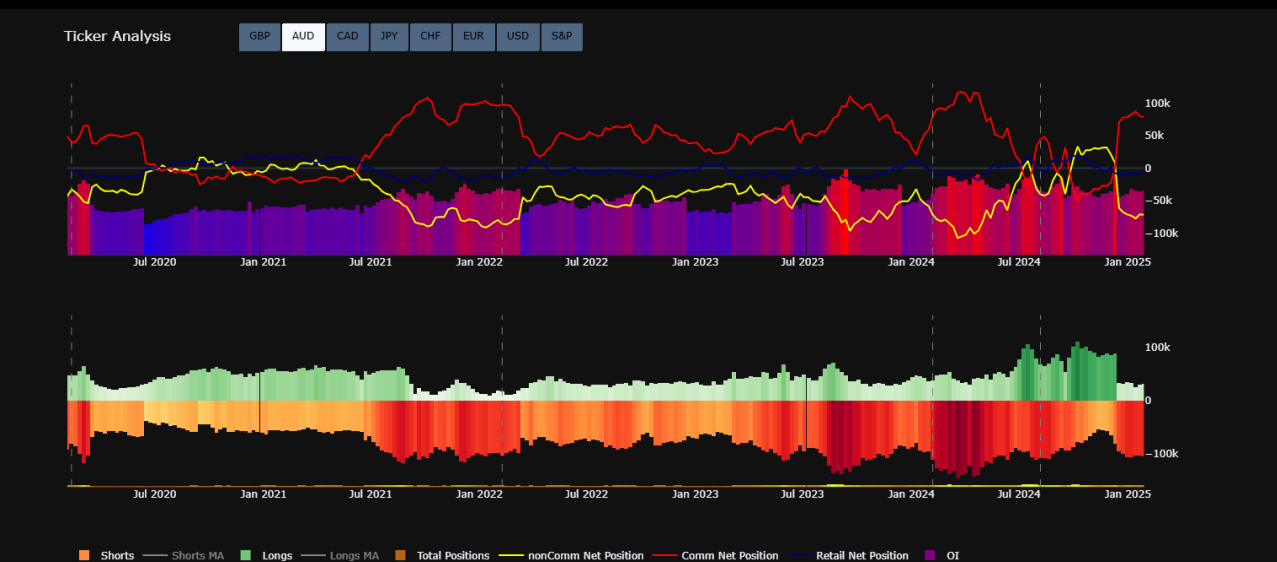 Ticker Analysis GBP AUD CAD JPY CHF EUR USD S&P
100k
50k
0
−50k
−100k
Jul 2020 Jan 2021 Jul 2021 Jan 2022 Jul 2022 Jan 2023 Jul 2023 Jan 2024 Jul 2024 Jan 2025
100k
0
−100k
Jul 2020 Jan 2021 Jul 2021 Jan 2022 Jul 2022 Jan 2023 Jul 2023 Jan 2024 Jul 2024 Jan 2025
Shorts Shorts MA Longs Longs MA Total Positions nonComm Net Position Comm Net Position Retail Net Position OI